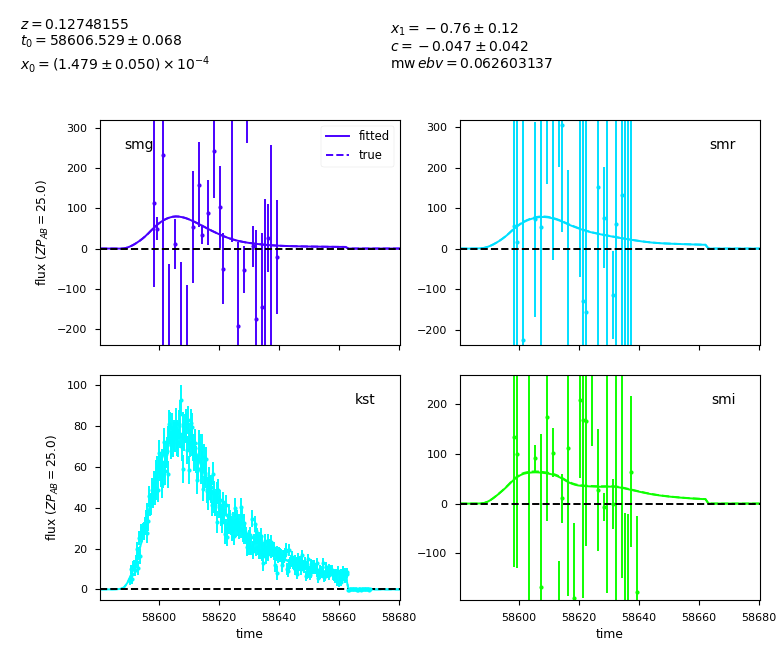 z = 0.12748155
t₀ = 58606.529 ± 0.068
x₀ = (1.479 ± 0.050) × 10⁻⁴
x₁ = −0.76 ± 0.12
c = −0.047 ± 0.042
mw ebv = 0.062603137
smg
fitted
true
300
200
100
0
−100
−200
flux (ZP_AB = 25.0)
smr
300
200
100
0
−100
−200
kst
100
80
60
40
20
0
flux (ZP_AB = 25.0)
58600 58620 58640 58660 58680
time
smi
200
100
0
−100
58600 58620 58640 58660 58680
time